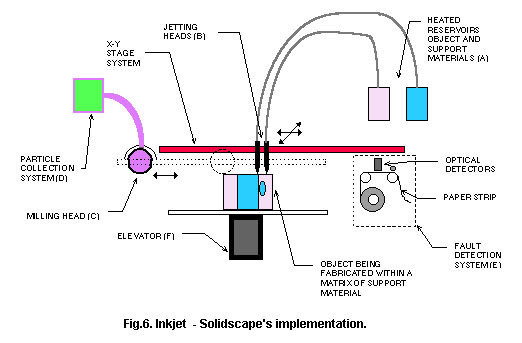 JETTING
HEADS (B)
HEATED
RESERVOIRS
OBJECT AND
SUPPORT
MATERIALS (A)
X-Y
STAGE
SYSTEM
PARTICLE
COLLECTION
SYSTEM(D)
OPTICAL
DETECTORS
PAPER STRIP
MILLING HEAD (C)
ELEVATOR (F)
FAULT
DETECTION
SYSTEM(E)
OBJECT BEING
FABRICATED WITHIN A
MATRIX OF SUPPORT
MATERIAL
Fig.6. Inkjet - Solidscape's implementation.